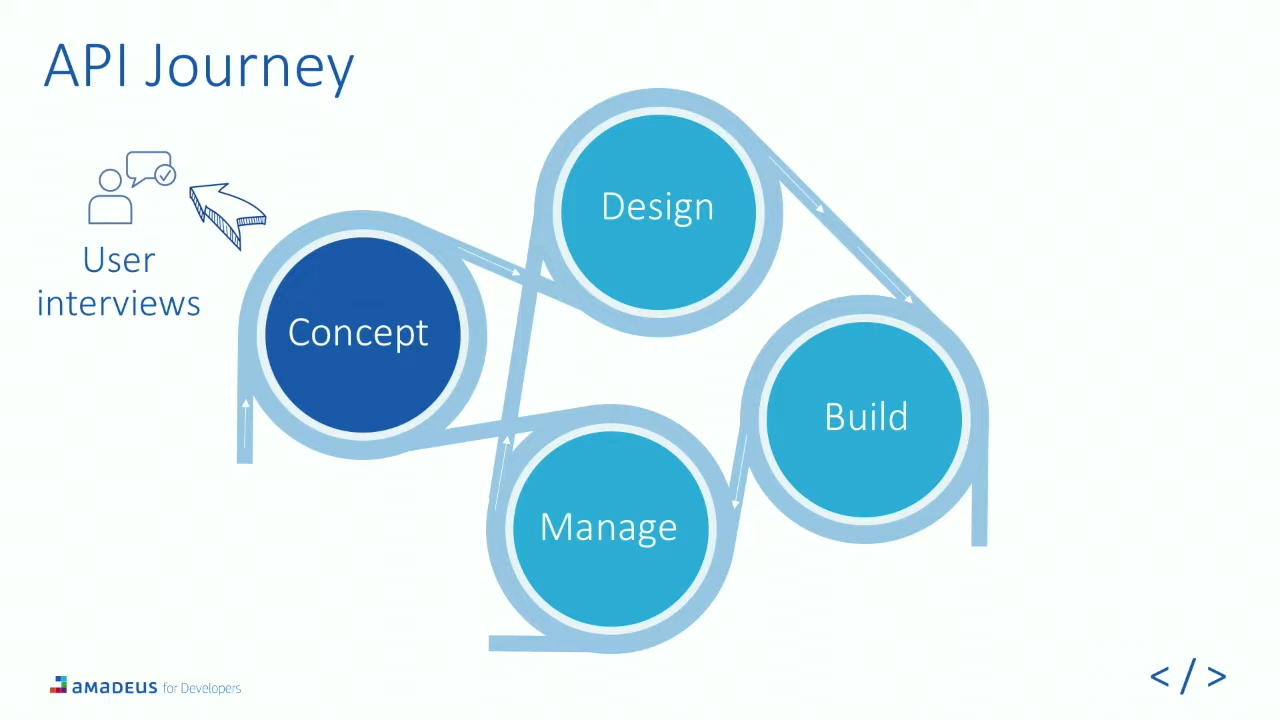 API Journey
User
interviews
Concept
Design
Build
Manage
amadeus for Developers
< / >